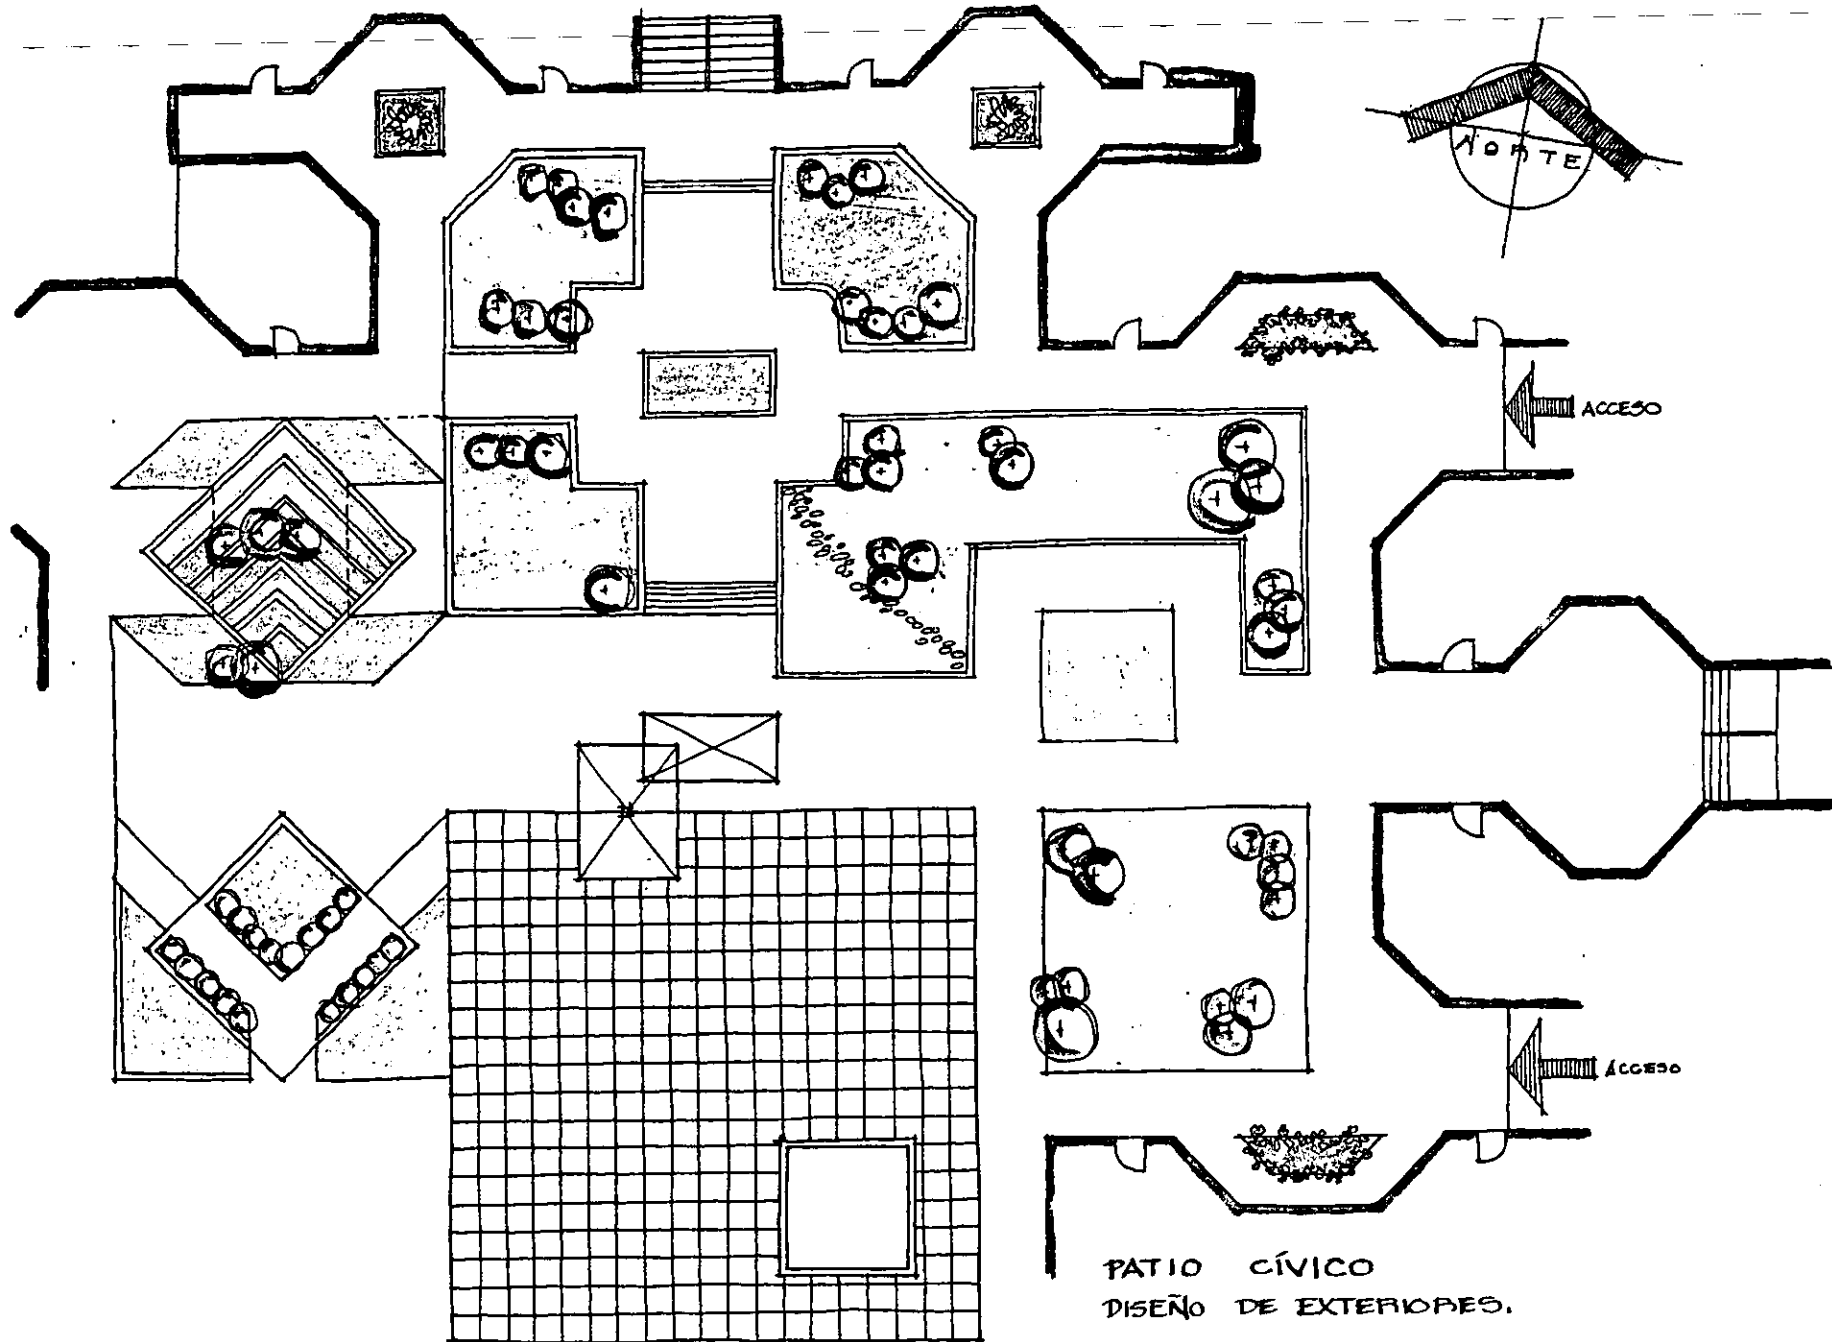 NORTE
ACCESO
ACCESO
PATIO CÍVICO
DISEÑO DE EXTERIORES.